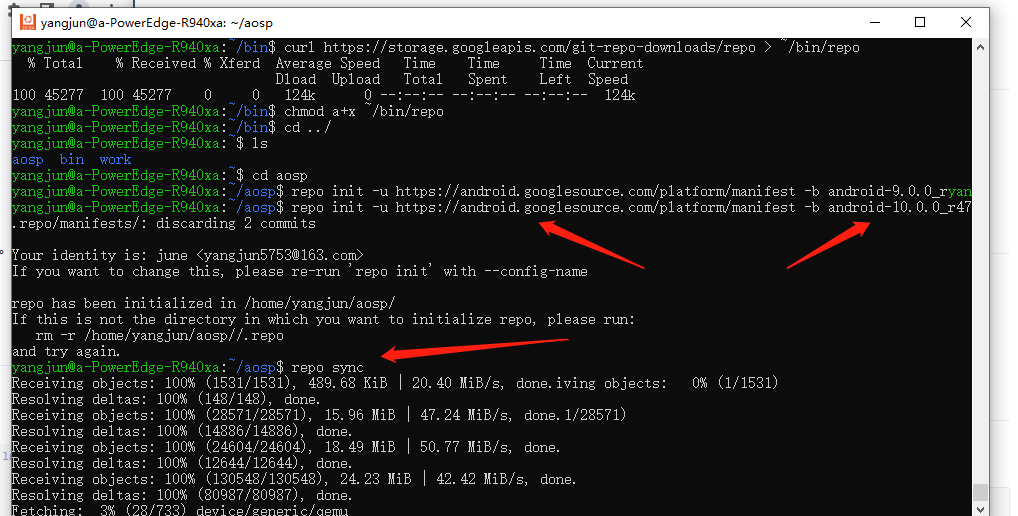 yangjun@a-PowerEdge-R940xa: ~/aosp
yangjun@a-PowerEdge-R940xa:~/bin$ curl https://storage.googleapis.com/git-repo-downloads/repo > ~/bin/repo
% Total % Received % Xferd Average Speed Time Time Time Current
Dload Upload Total Spent Left Speed
100 45277 100 45277 0 0 124k 0 --:--:-- --:--:-- --:--:-- 124k
yangjun@a-PowerEdge-R940xa:~/bin$ chmod a+x ~/bin/repo
yangjun@a-PowerEdge-R940xa:~/bin$ cd ../
yangjun@a-PowerEdge-R940xa:~$ ls
aosp bin work
yangjun@a-PowerEdge-R940xa:~$ cd aosp
yangjun@a-PowerEdge-R940xa:~/aosp$ repo init -u https://android.googlesource.com/platform/manifest -b android-9.0.0_ryan
yangjun@a-PowerEdge-R940xa:~/aosp$ repo init -u https://android.googlesource.com/platform/manifest -b android-10.0.0_r47
.repo/manifests/: discarding 2 commits
Your identity is: june <yangjun5753@163.com>
If you want to change this, please re-run 'repo init' with --config-name
repo has been initialized in /home/yangjun/aosp/
If this is not the directory in which you want to initialize repo, please run:
rm -r /home/yangjun/aosp//.repo
and try again.
yangjun@a-PowerEdge-R940xa:~/aosp$ repo sync
Receiving objects: 100% (1531/1531), 489.68 KiB | 20.40 MiB/s, done.iving objects: 0% (1/1531)
Resolving deltas: 100% (148/148), done.
Receiving objects: 100% (28571/28571), 15.96 MiB | 47.24 MiB/s, done.1/28571)
Resolving deltas: 100% (14886/14886), done.
Receiving objects: 100% (24604/24604), 18.49 MiB | 50.77 MiB/s, done.
Resolving deltas: 100% (12644/12644), done.
Receiving objects: 100% (130548/130548), 24.23 MiB | 42.42 MiB/s, done.
Resolving deltas: 100% (80987/80987), done.
Fetching: 3% (28/733) device/generic/qemu